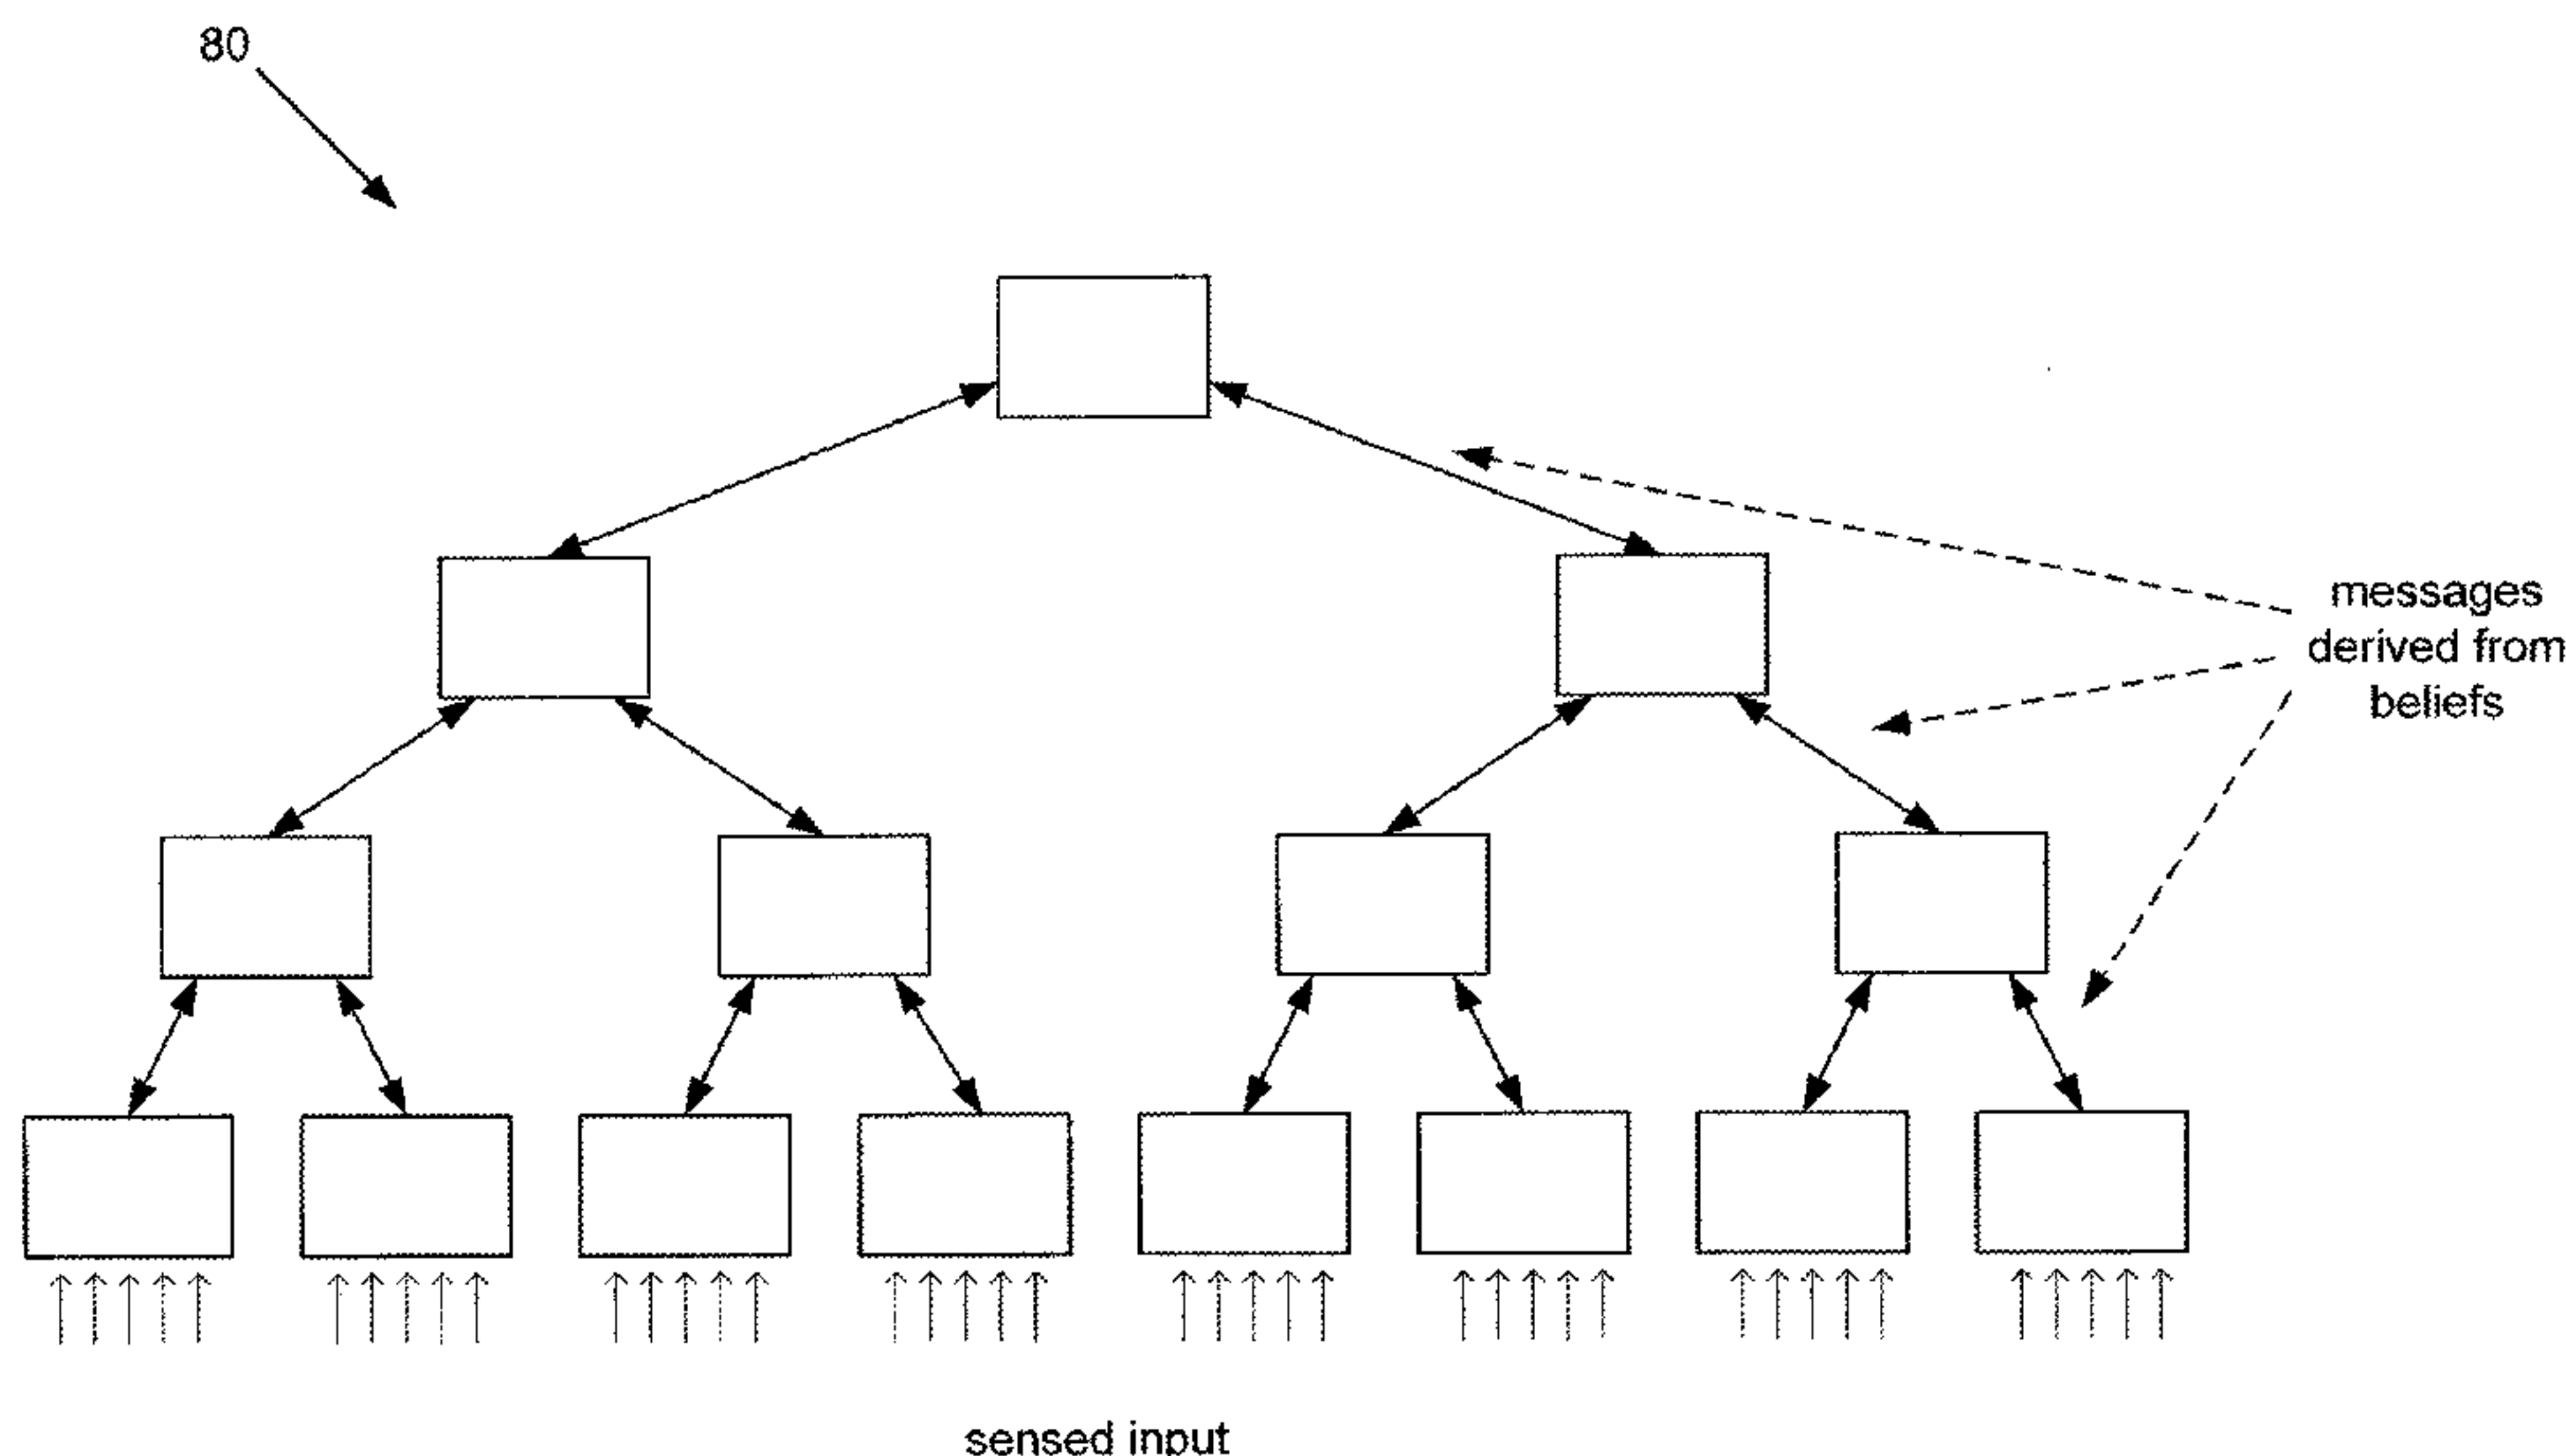 80
messages
derived from
beliefs
sensed input